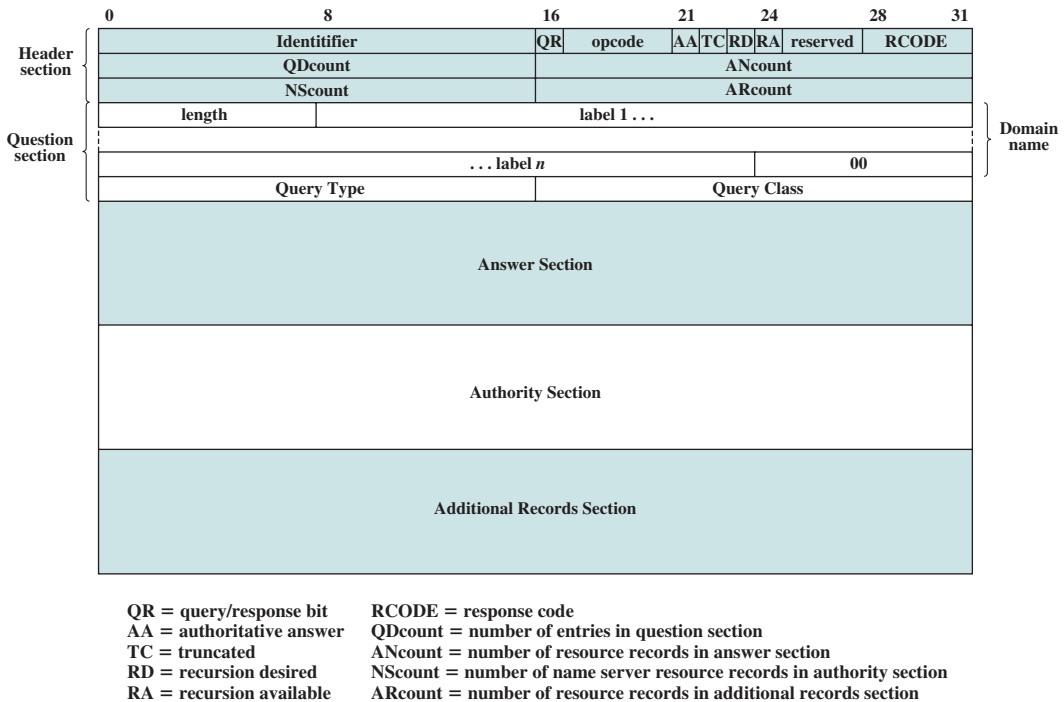 0 8 16 21 24 28 31
Header section
Identitifier QR opcode AA TC RD RA reserved RCODE
QDcount ANcount
NScount ARcount
Question section
length label 1 . . .
Domain name
. . . label n 00
Query Type Query Class
Answer Section
Authority Section
Additional Records Section
QR = query/response bit
AA = authoritative answer
TC = truncated
RD = recursion desired
RA = recursion available
RCODE = response code
QDcount = number of entries in question section
ANcount = number of resource records in answer section
NScount = number of name server resource records in authority section
ARcount = number of resource records in additional records section